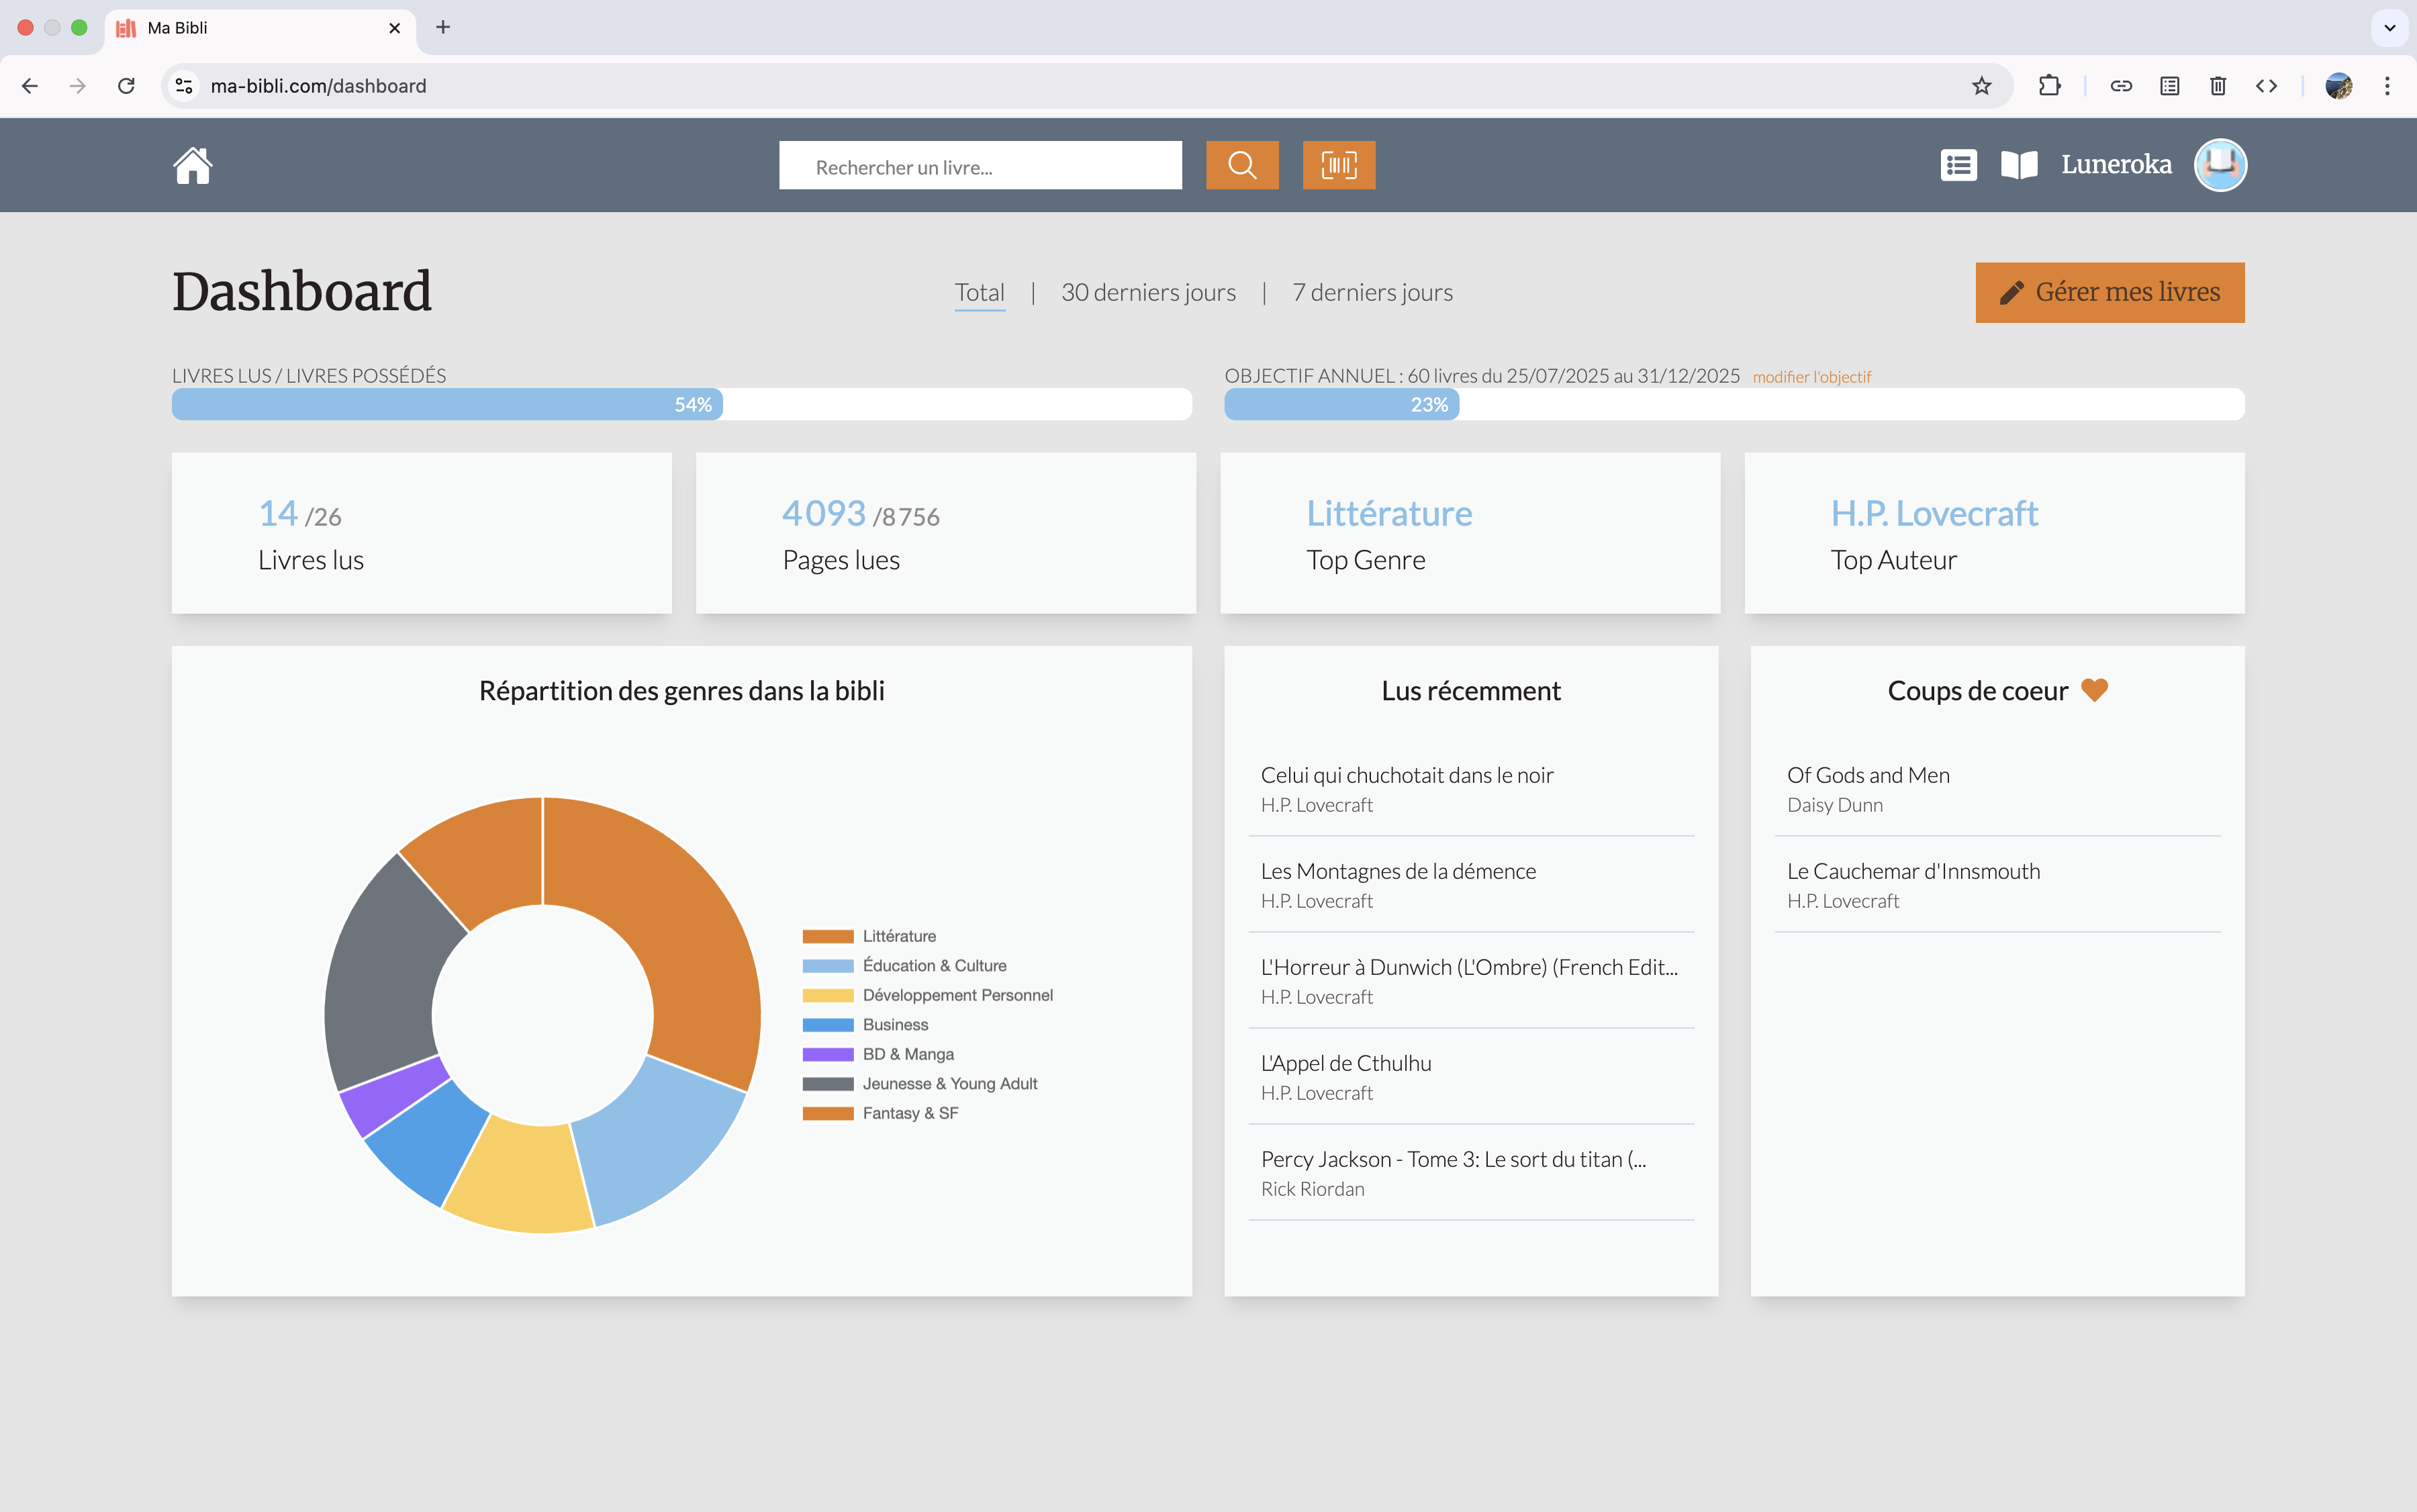 Ma Bibli
ma-bibli.com/dashboard
Rechercher un livre...
Luneroka
Dashboard
Total | 30 derniers jours | 7 derniers jours
Gérer mes livres
LIVRES LUS / LIVRES POSSÉDÉS
54%
OBJECTIF ANNUEL : 60 livres du 25/07/2025 au 31/12/2025 modifier l'objectif
23%
14 /26
Livres lus
4 093 /8 756
Pages lues
Littérature
Top Genre
H.P. Lovecraft
Top Auteur
Répartition des genres dans la bibli
Littérature
Éducation & Culture
Développement Personnel
Business
BD & Manga
Jeunesse & Young Adult
Fantasy & SF
Lus récemment
Celui qui chuchotait dans le noir
H.P. Lovecraft
Les Montagnes de la démence
H.P. Lovecraft
L'Horreur à Dunwich (L'Ombre) (French Edit...
H.P. Lovecraft
L'Appel de Cthulhu
H.P. Lovecraft
Percy Jackson - Tome 3: Le sort du titan (...
Rick Riordan
Coups de coeur
Of Gods and Men
Daisy Dunn
Le Cauchemar d'Innsmouth
H.P. Lovecraft